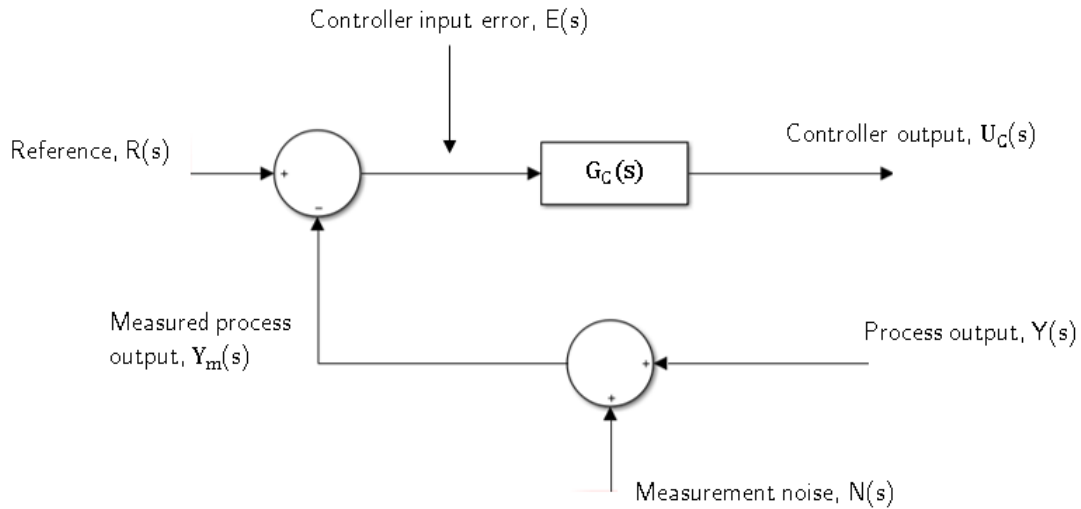 Controller input error, E(s)
Reference, R(s)
+
-
G_C(s)
Controller output, U_C(s)
Measured process
output, Y_m(s)
+
+
Process output, Y(s)
Measurement noise, N(s)